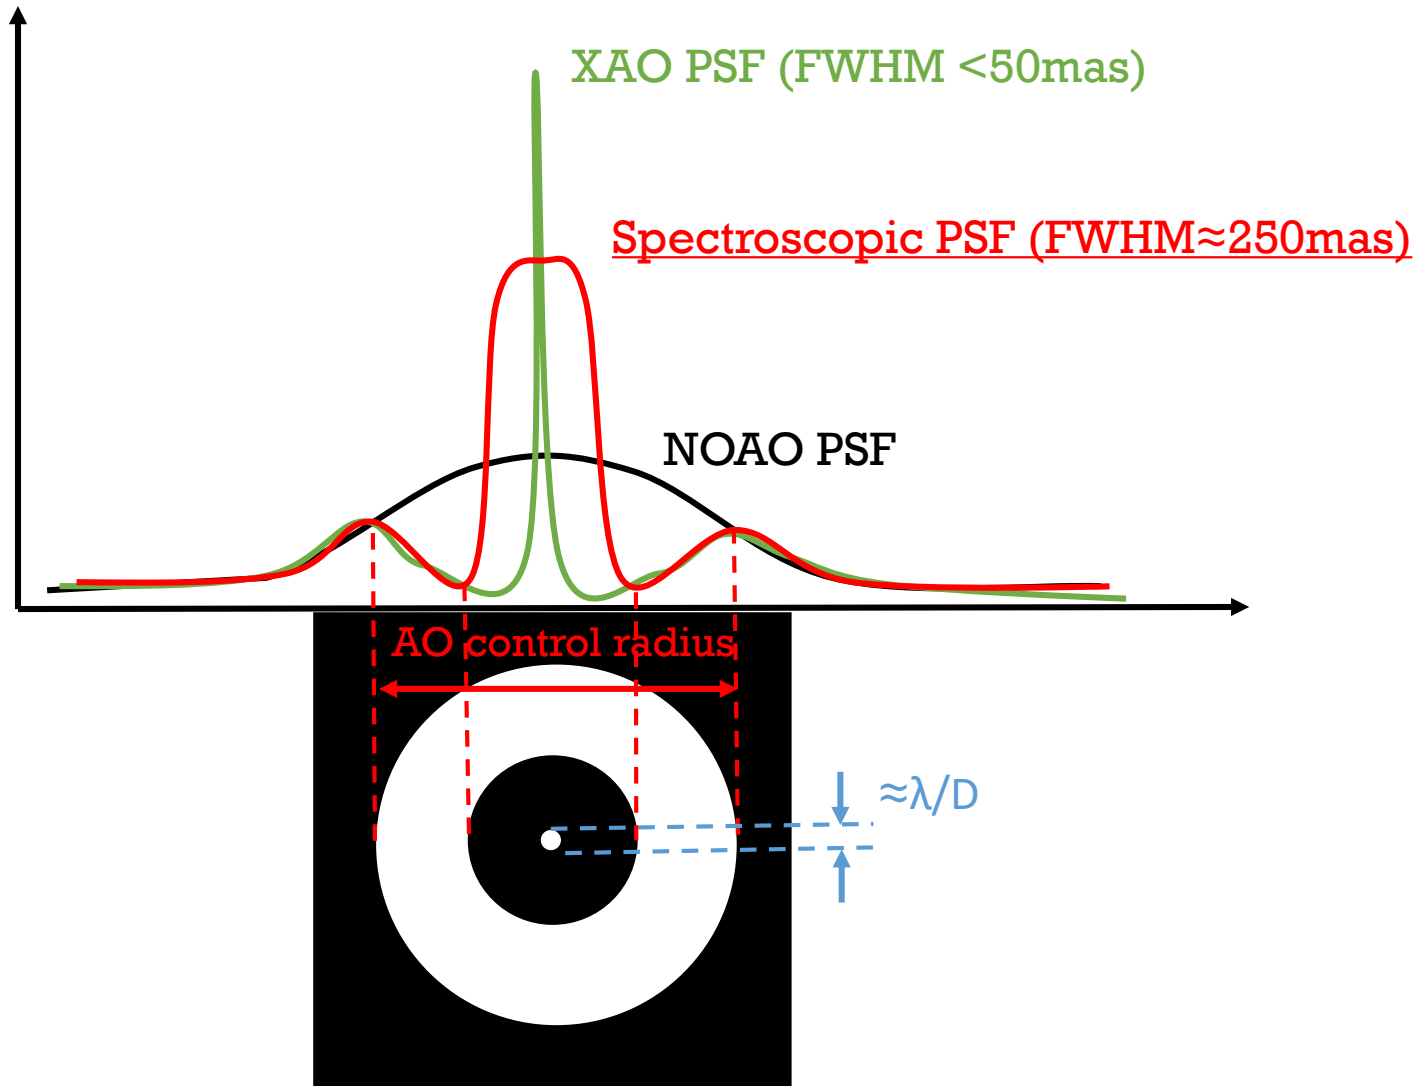 XAO PSF (FWHM <50mas)
Spectroscopic PSF (FWHM≈250mas)
NOAO PSF
AO control radius
≈λ/D